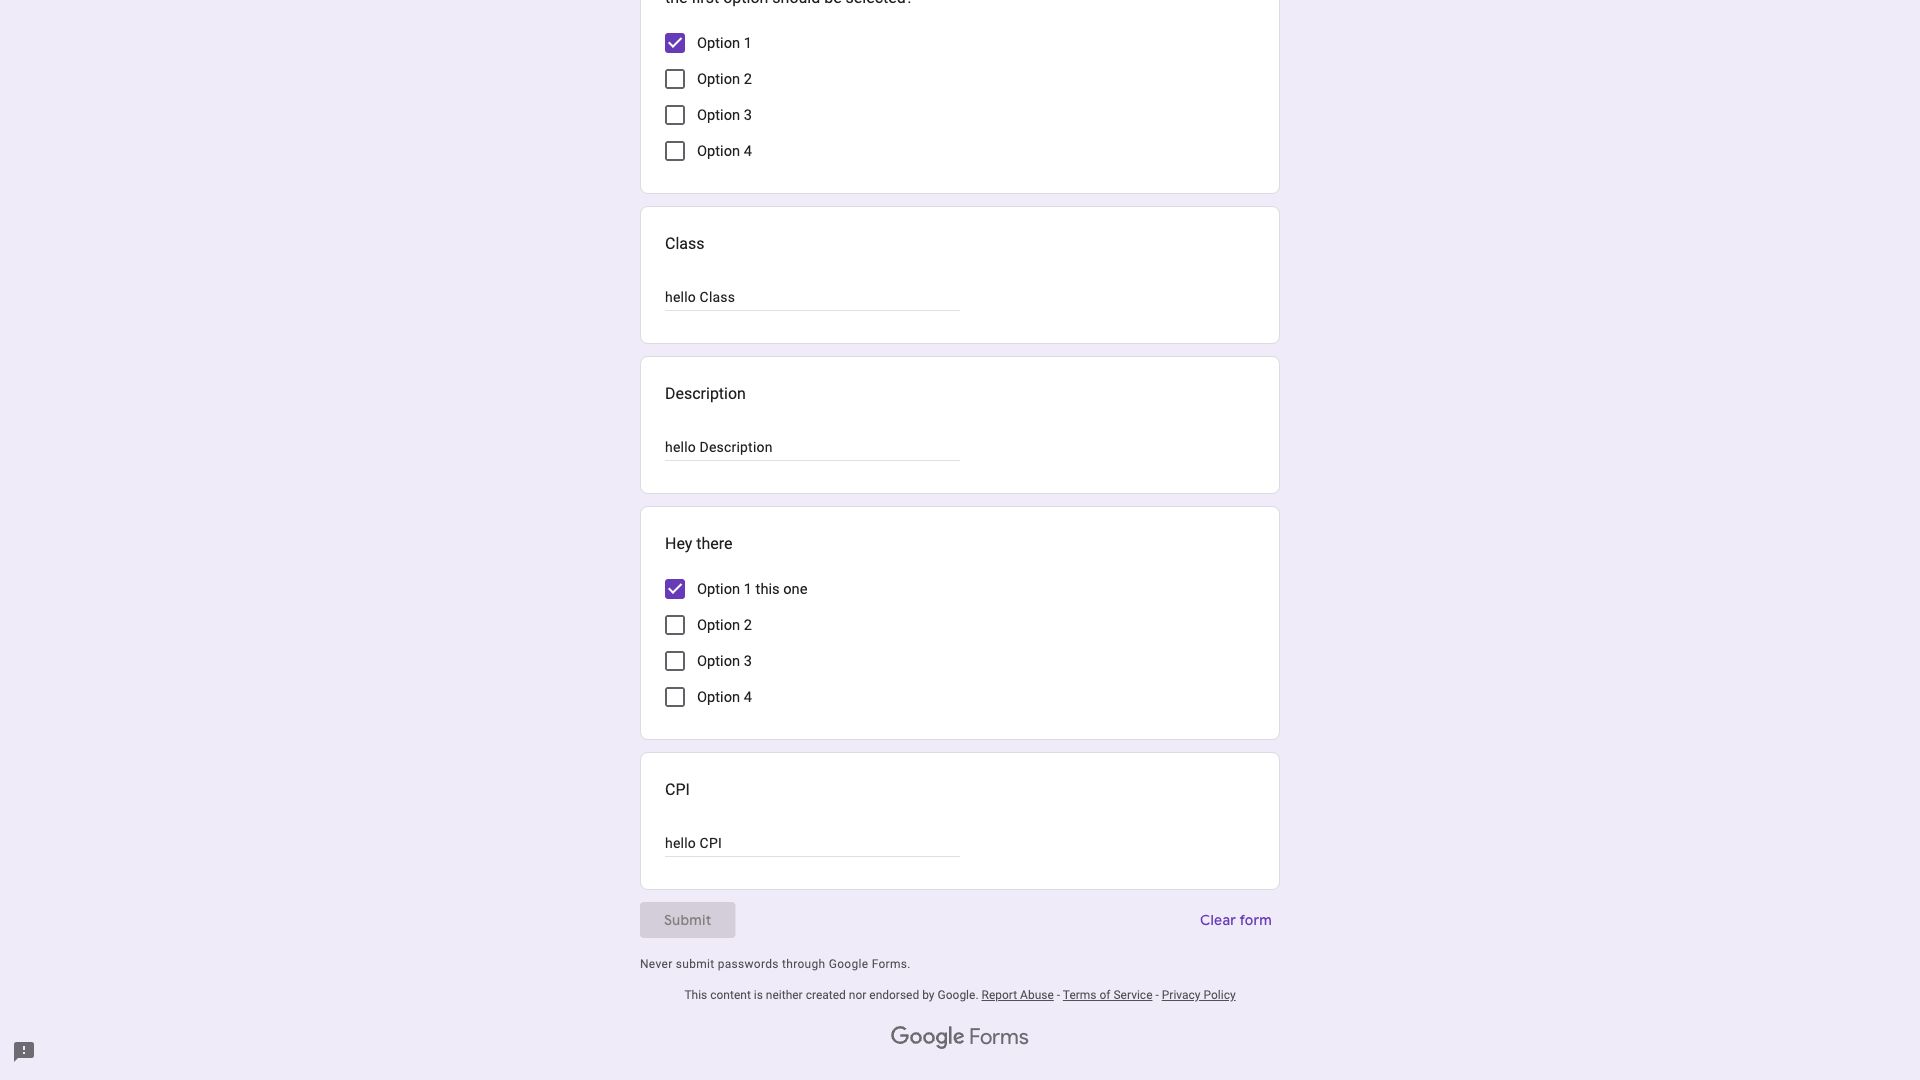 the first option should be selected?
Option 1
Option 2
Option 3
Option 4
Class
hello Class
Description
hello Description
Hey there
Option 1 this one
Option 2
Option 3
Option 4
CPI
hello CPI
Submit
Clear form
Never submit passwords through Google Forms.
This content is neither created nor endorsed by Google. Report Abuse - Terms of Service - Privacy Policy
Google Forms